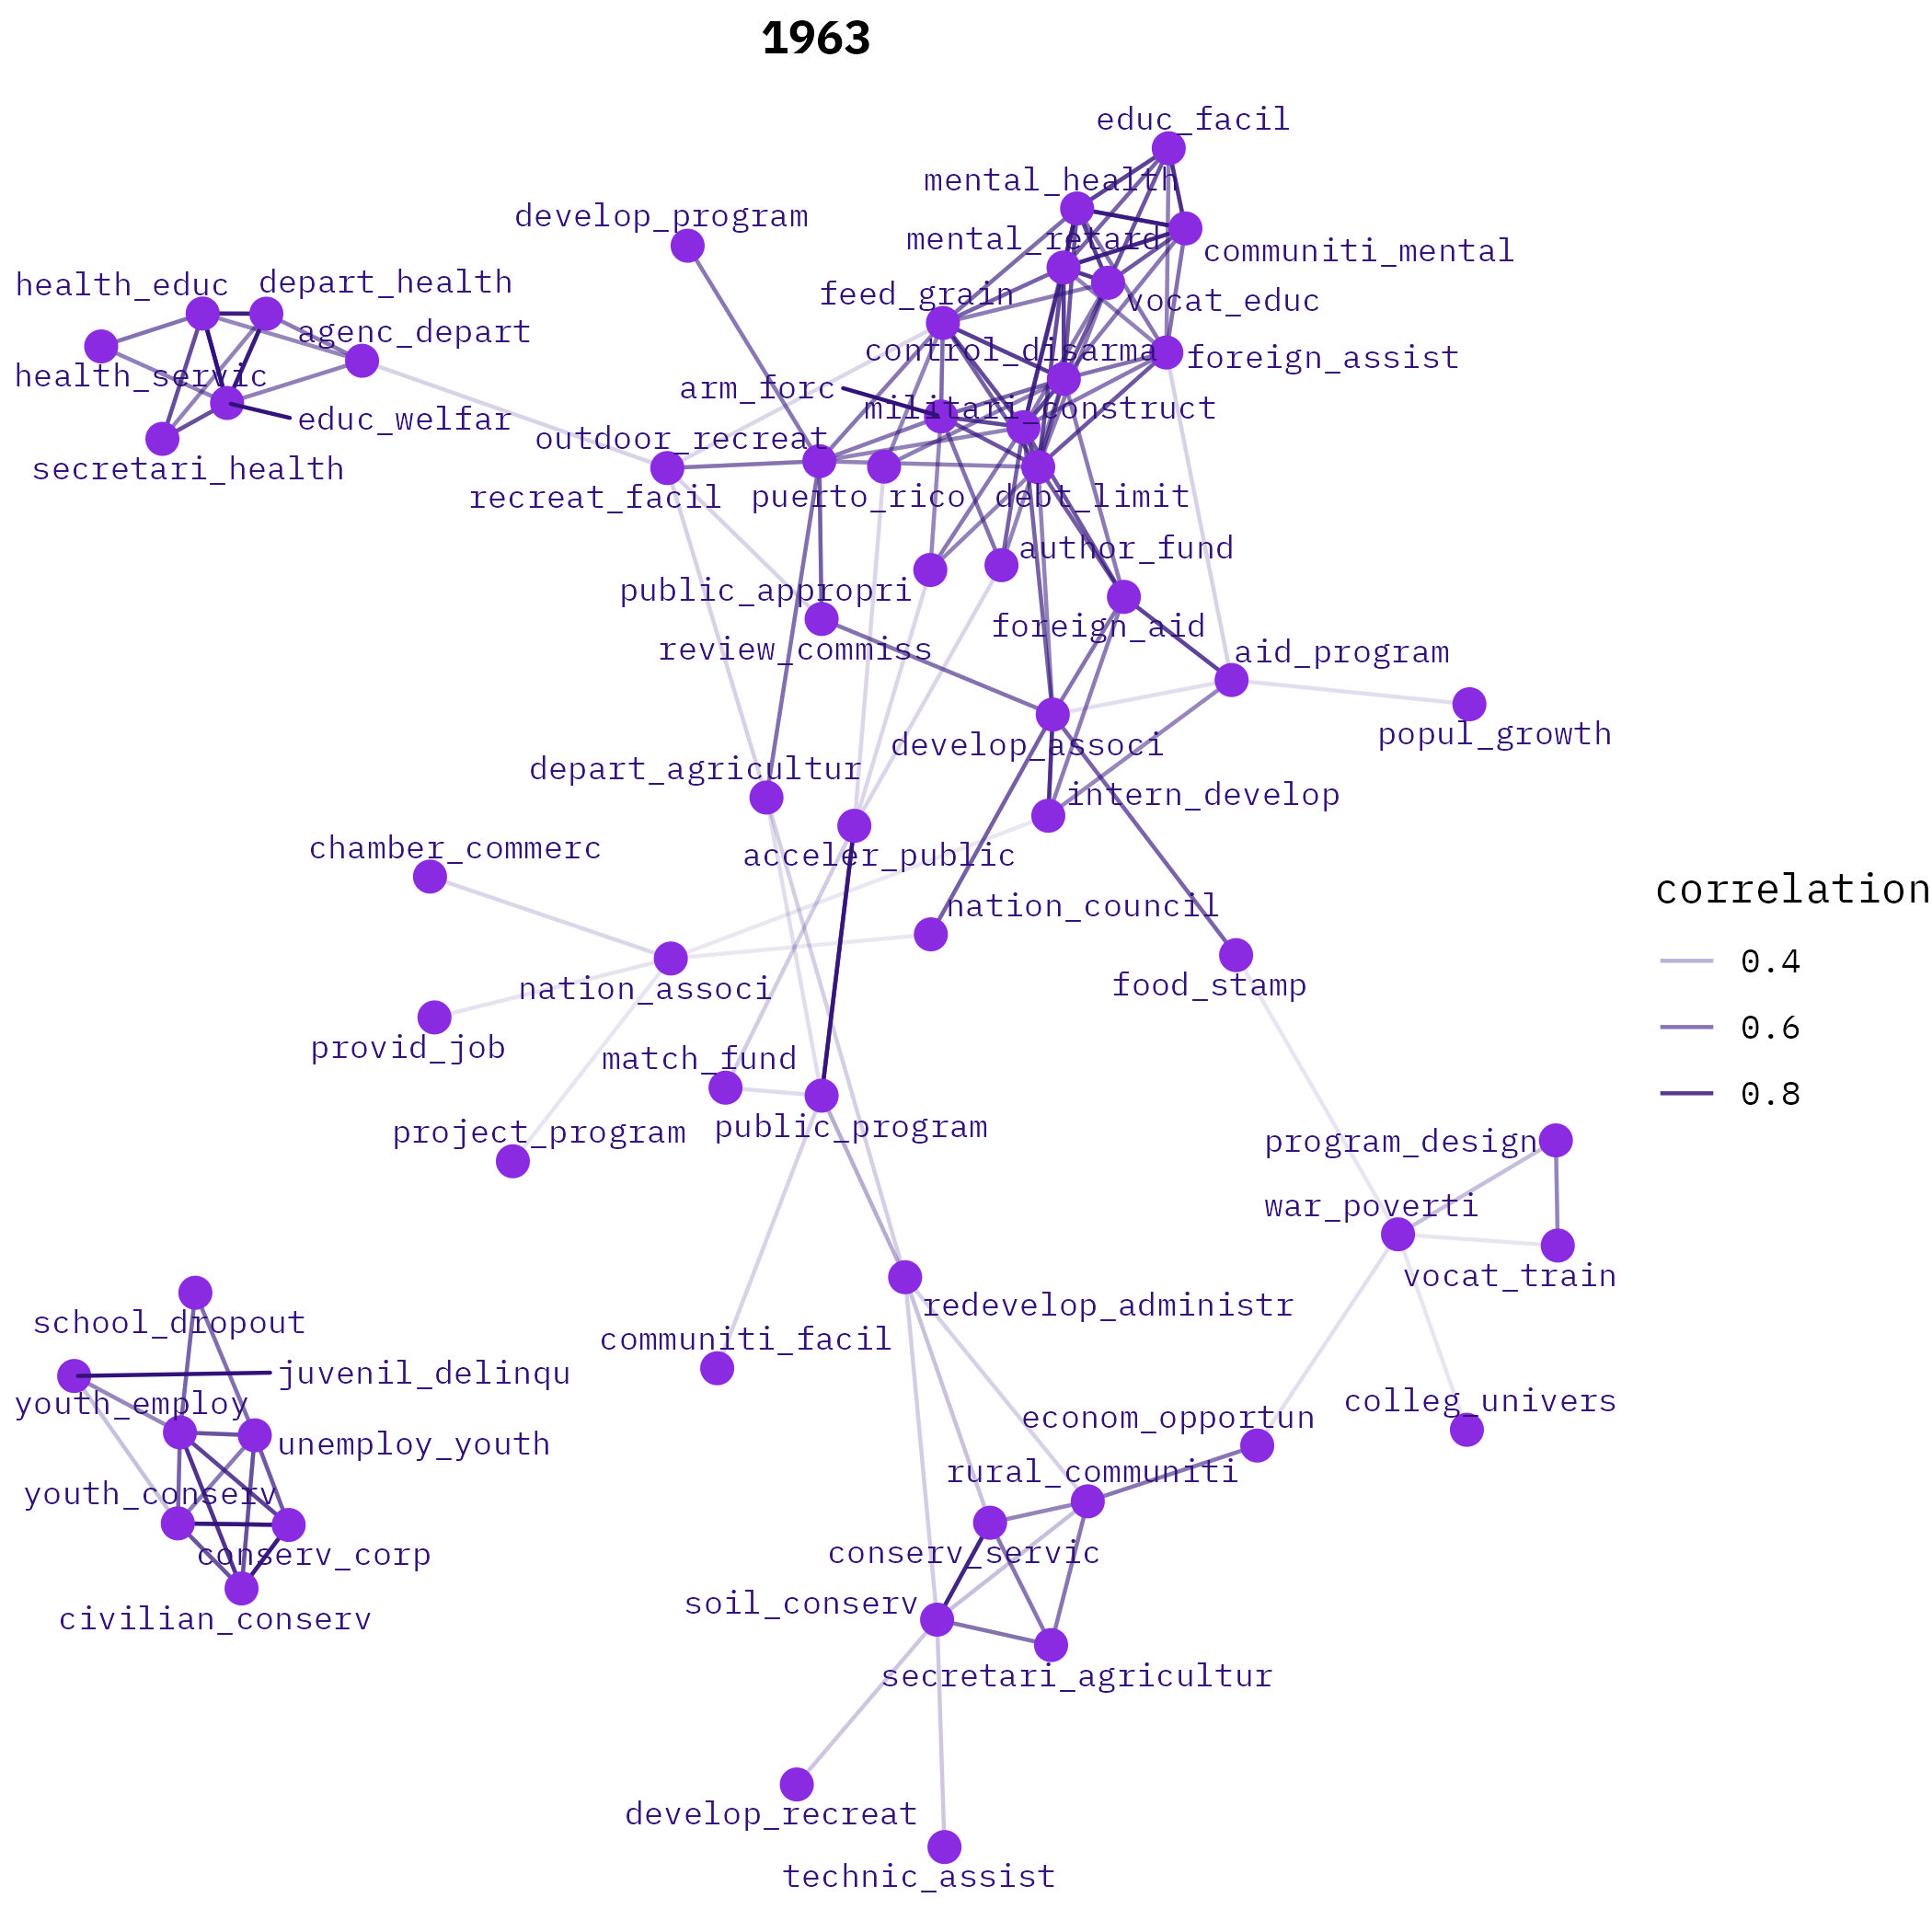 1963
educ_facil
mental_health
develop_program
mental_retard
communiti_mental
health_educ
depart_health
feed_grain
vocat_educ
agenc_depart
control_disarma
foreign_assist
health_servic
arm_forc
militari_construct
educ_welfar
outdoor_recreat
secretari_health
recreat_facil
puerto_rico
debt_limit
author_fund
public_appropri
foreign_aid
review_commiss
aid_program
popul_growth
develop_associ
depart_agricultur
intern_develop
chamber_commerc
acceler_public
correlation
nation_council
0.4
nation_associ
food_stamp
0.6
provid_job
match_fund
0.8
project_program
public_program
program_design
war_poverti
vocat_train
redevelop_administr
school_dropout
communiti_facil
juvenil_delinqu
youth_employ
colleg_univers
econom_opportun
unemploy_youth
rural_communiti
youth_conserv
conserv_corp
conserv_servic
soil_conserv
civilian_conserv
secretari_agricultur
develop_recreat
technic_assist